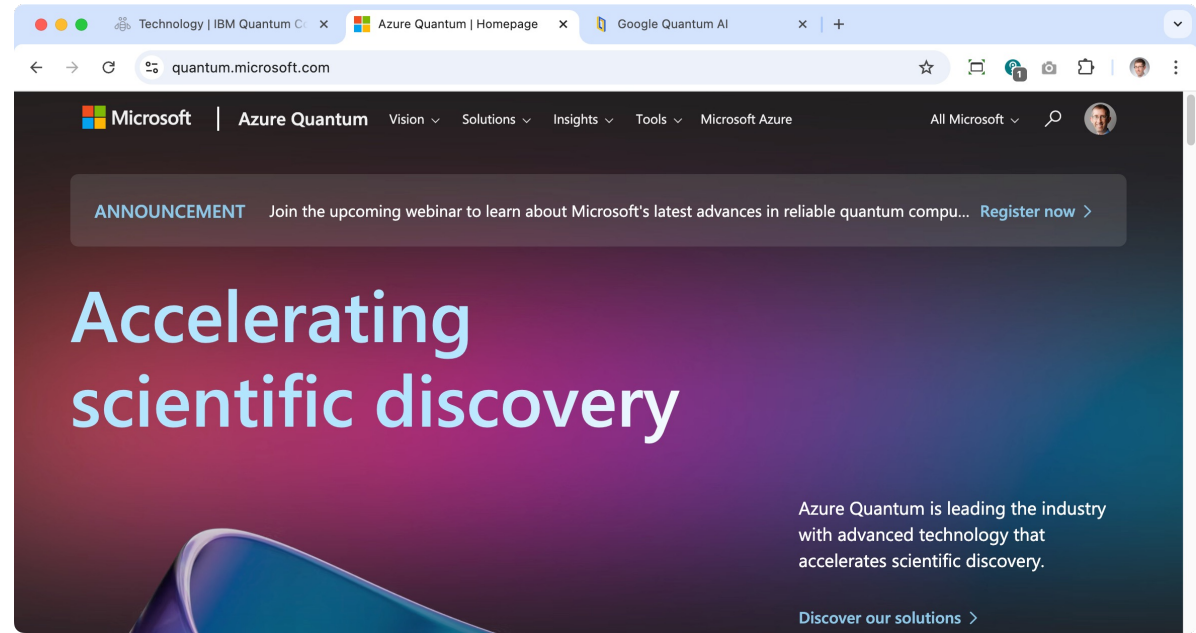 Technology | IBM Quantum C
Azure Quantum | Homepage
Google Quantum AI
quantum.microsoft.com
1
Microsoft | Azure Quantum Vision Solutions Insights Tools Microsoft Azure All Microsoft
ANNOUNCEMENT Join the upcoming webinar to learn about Microsoft's latest advances in reliable quantum compu... Register now >
Accelerating
scientific discovery
Azure Quantum is leading the industry
with advanced technology that
accelerates scientific discovery.
Discover our solutions >